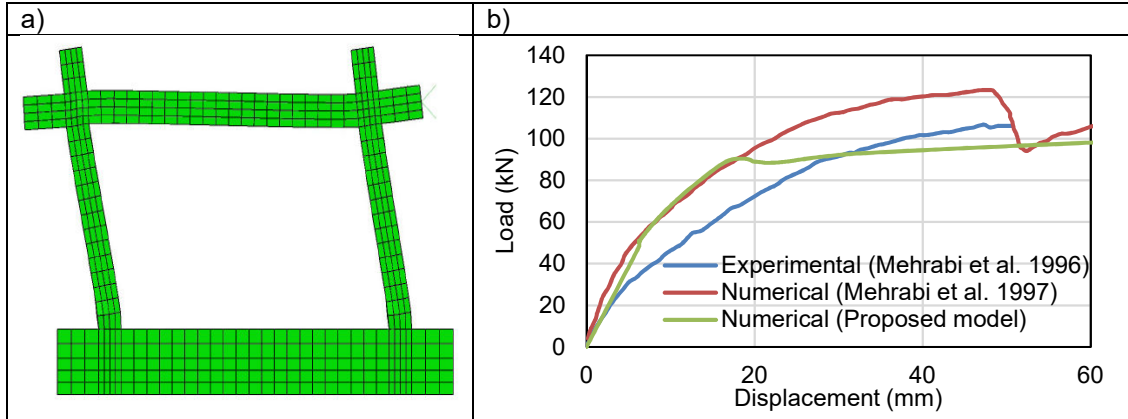 a)
b)
140
120
100
80
60
40
20
0
Load (kN)
Experimental (Mehrabi et al. 1996)
Numerical (Mehrabi et al. 1997)
Numerical (Proposed model)
0 20 40 60
Displacement (mm)